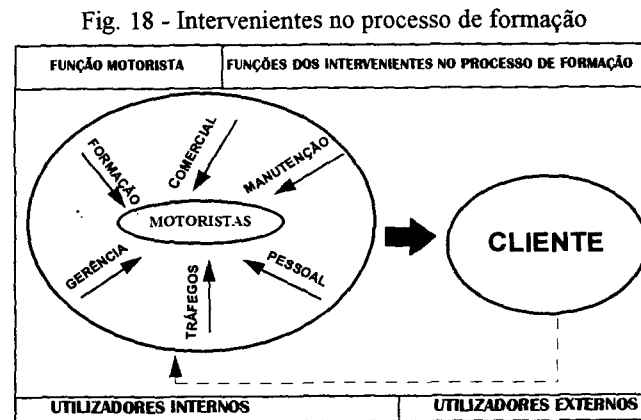 Fig. 18 - Intervenientes no processo de formação
FUNÇÃO MOTORISTA
FUNÇÕES DOS INTERVENIENTES NO PROCESSO DE FORMAÇÃO
FORMAÇÃO
COMERCIAL
MANUTENÇÃO
MOTORISTAS
CLIENTE
GERÊNCIA
TRÁFEGOS
PESSOAL
UTILIZADORES INTERNOS
UTILIZADORES EXTERNOS